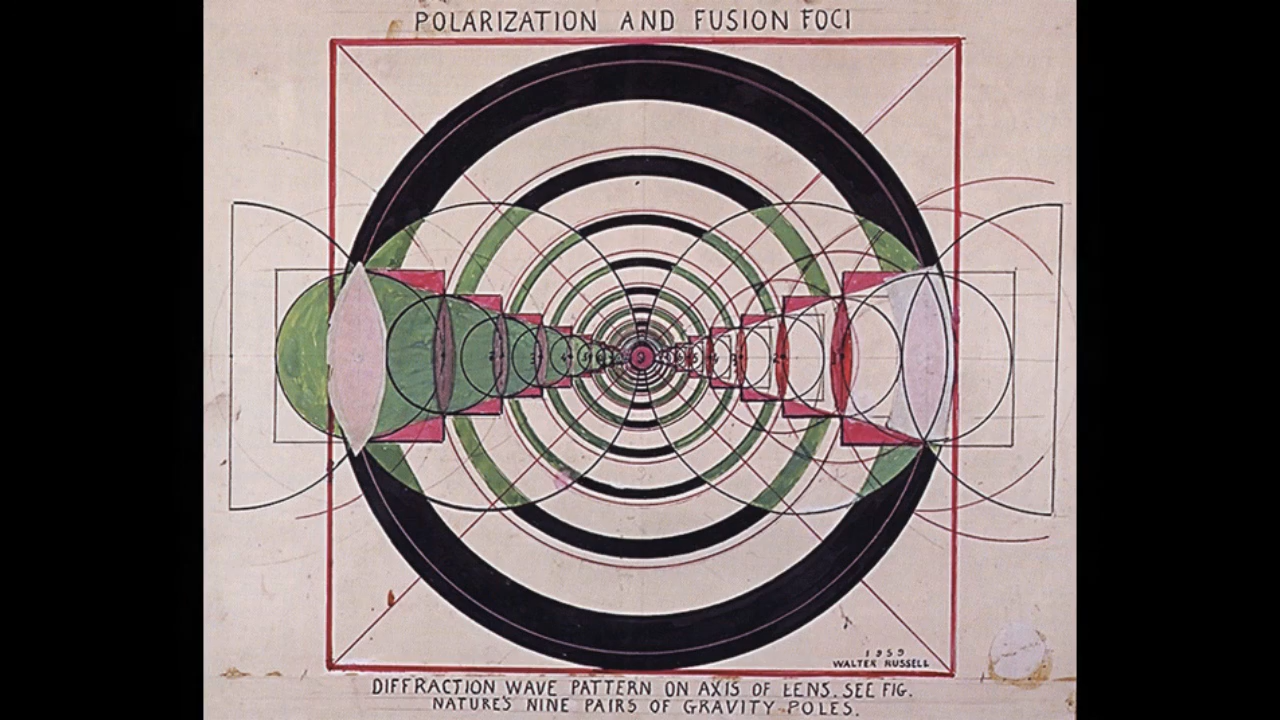 POLARIZATION AND FUSION FOCI
1959
WALTER RUSSELL
DIFFRACTION WAVE PATTERN ON AXIS OF LENS. SEE FIG.
NATURE'S NINE PAIRS OF GRAVITY POLES.